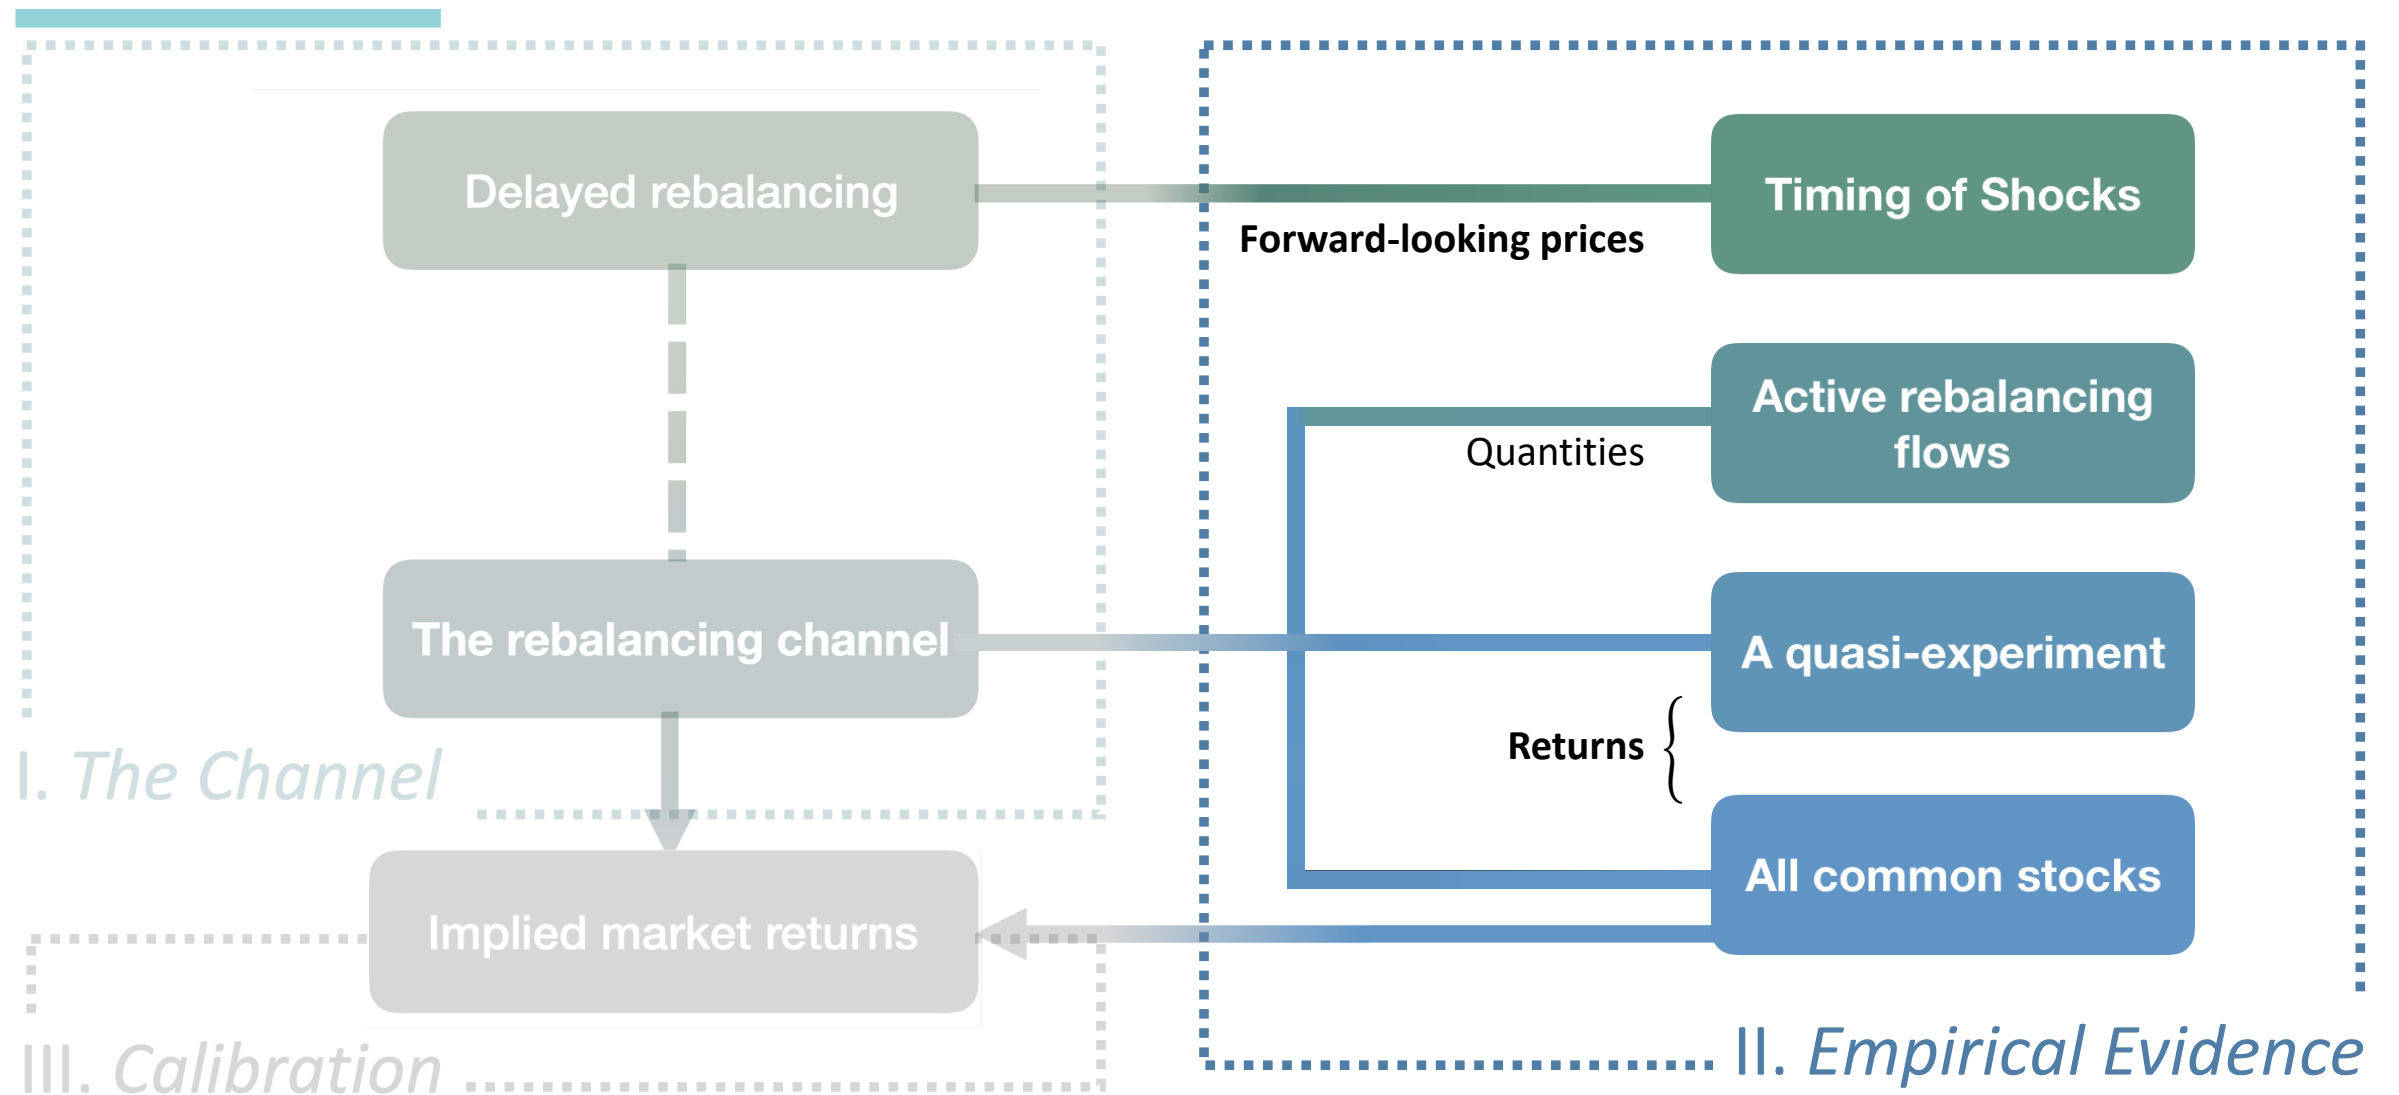 Delayed rebalancing
Timing of Shocks
Forward-looking prices
Active rebalancing
flows
Quantities
The rebalancing channel
A quasi-experiment
Returns
I. The Channel
All common stocks
Implied market returns
III. Calibration
II. Empirical Evidence